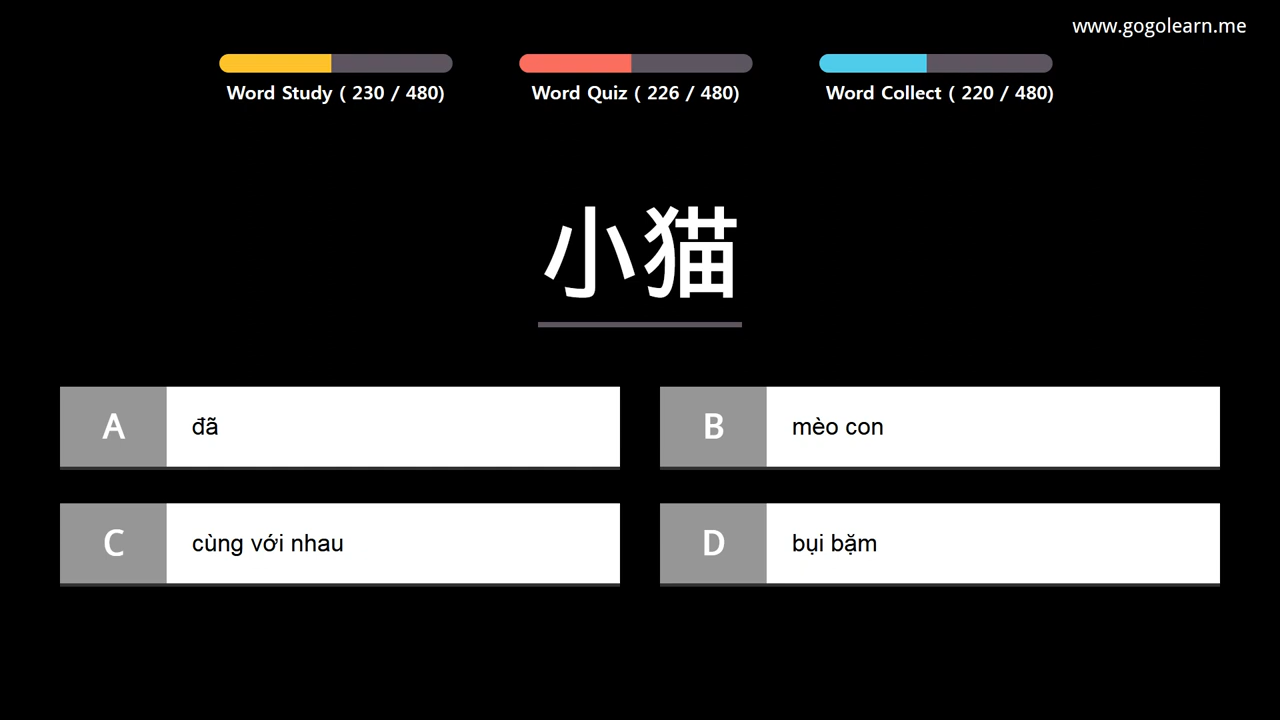 www.gogolearn.me
Word Study ( 230 / 480)
Word Quiz ( 226 / 480)
Word Collect ( 220 / 480)
小猫
A đã
B mèo con
C cùng với nhau
D bụi bặm